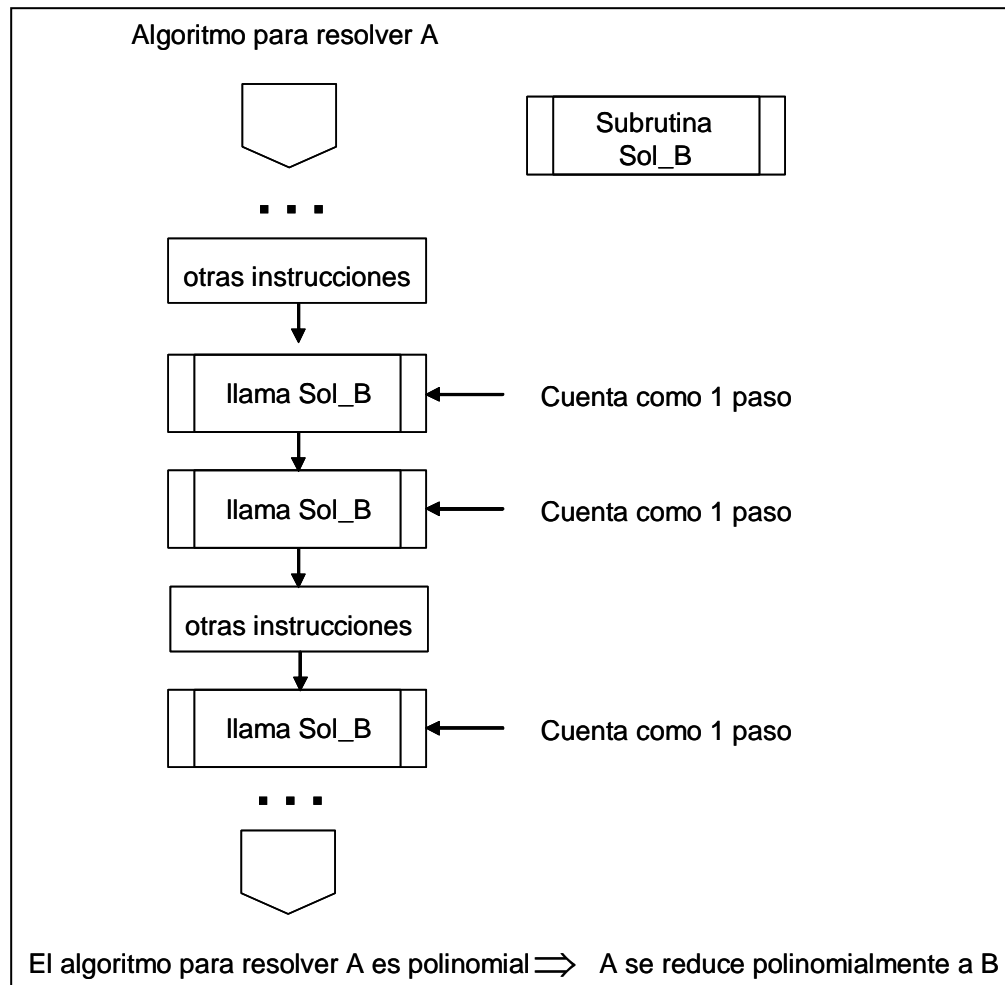 Algoritmo para resolver A
Subrutina
Sol_B
...
otras instrucciones
llama Sol_B
Cuenta como 1 paso
llama Sol_B
Cuenta como 1 paso
otras instrucciones
llama Sol_B
Cuenta como 1 paso
...
El algoritmo para resolver A es polinomial ⇒ A se reduce polinomialmente a B